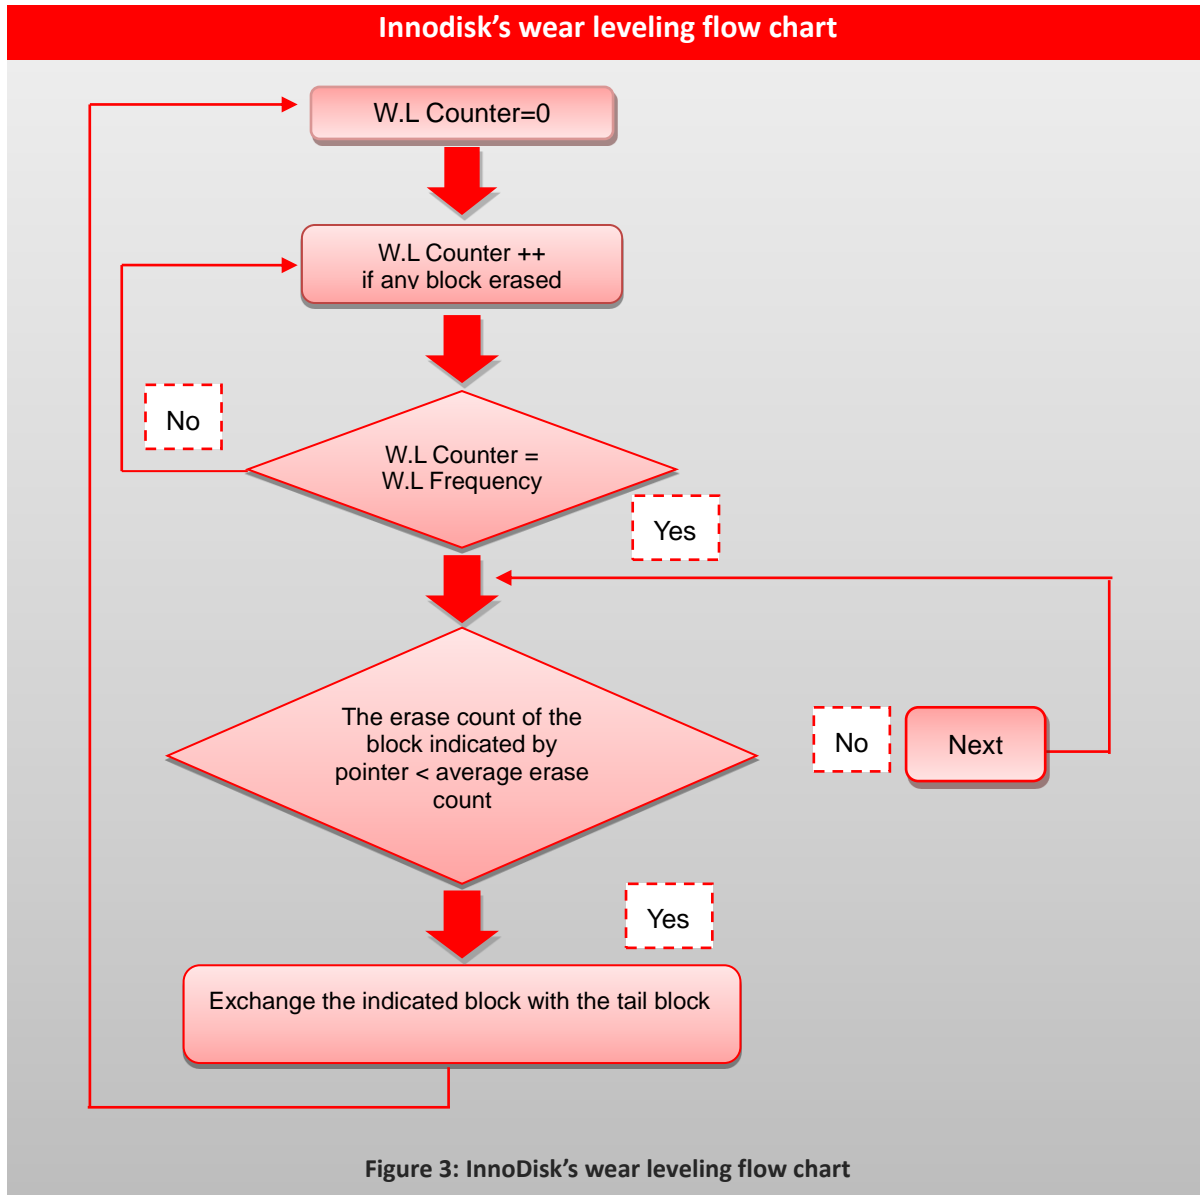 Innodisk’s wear leveling flow chart
W.L Counter=0
W.L Counter ++
if any block erased
No
W.L Counter =
W.L Frequency
Yes
The erase count of the
block indicated by
pointer < average erase
count
No
Next
Yes
Exchange the indicated block with the tail block
Figure 3: InnoDisk’s wear leveling flow chart